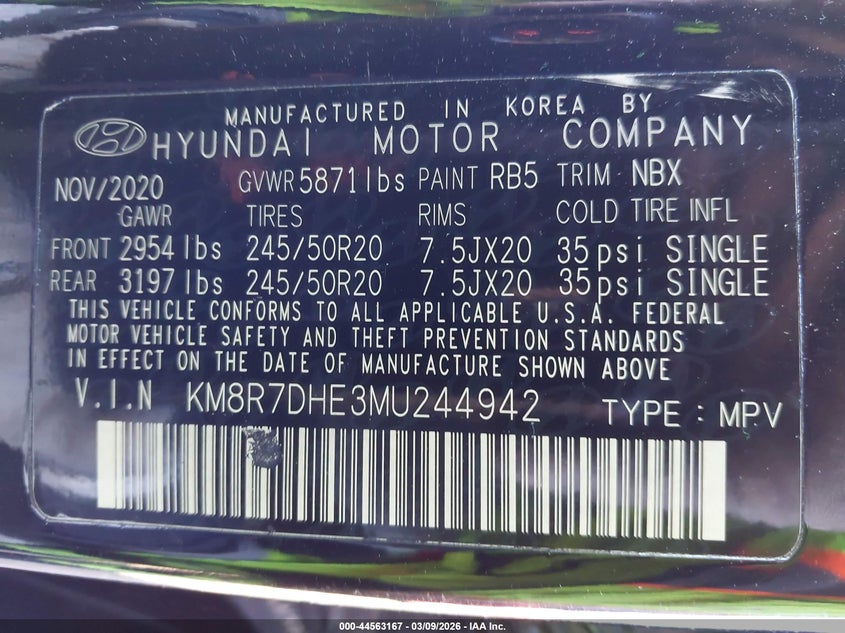 MANUFACTURED IN KOREA BY
HYUNDAI MOTOR COMPANY
NOV/2020 GVWR 5871lbs PAINT RB5 TRIM NBX
GAWR TIRES RIMS COLD TIRE INFL
FRONT 2954 lbs 245/50R20 7.5JX20 35psi SINGLE
REAR 3197 lbs 245/50R20 7.5JX20 35psi SINGLE
THIS VEHICLE CONFORMS TO ALL APPLICABLE U.S.A. FEDERAL
MOTOR VEHICLE SAFETY AND THEFT PREVENTION STANDARDS
IN EFFECT ON THE DATE OF MANUFACTURE SHOWN ABOVE
V.I.N KM8R7DHE3MU244942 TYPE : MPV
000-44563167 — 03/09/2026 — IAA Inc.